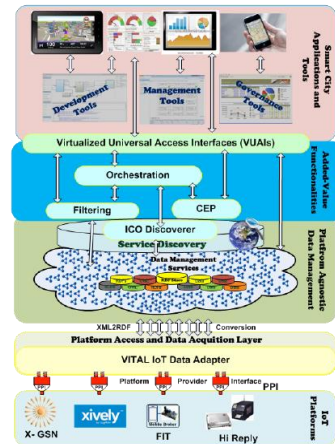 Smart City
Applications and
Tools
Development
Tools
Management
Tools
Governance
Tools
Virtualized Universal Access Interfaces (VUAIs)
Added-Value
Functionalities
Orchestration
Filtering
CEP
ICO Discoverer
Service Discovery
Platfrom Agnostic
Data Management
Data Management
Services
XML2RDF
Conversion
Platform Access and Data Acqution Layer
VITAL IoT Data Adapter
Platform Provider Interface
PPI
IoT
Platforms
X- GSN
xively
FIT
Hi Reply